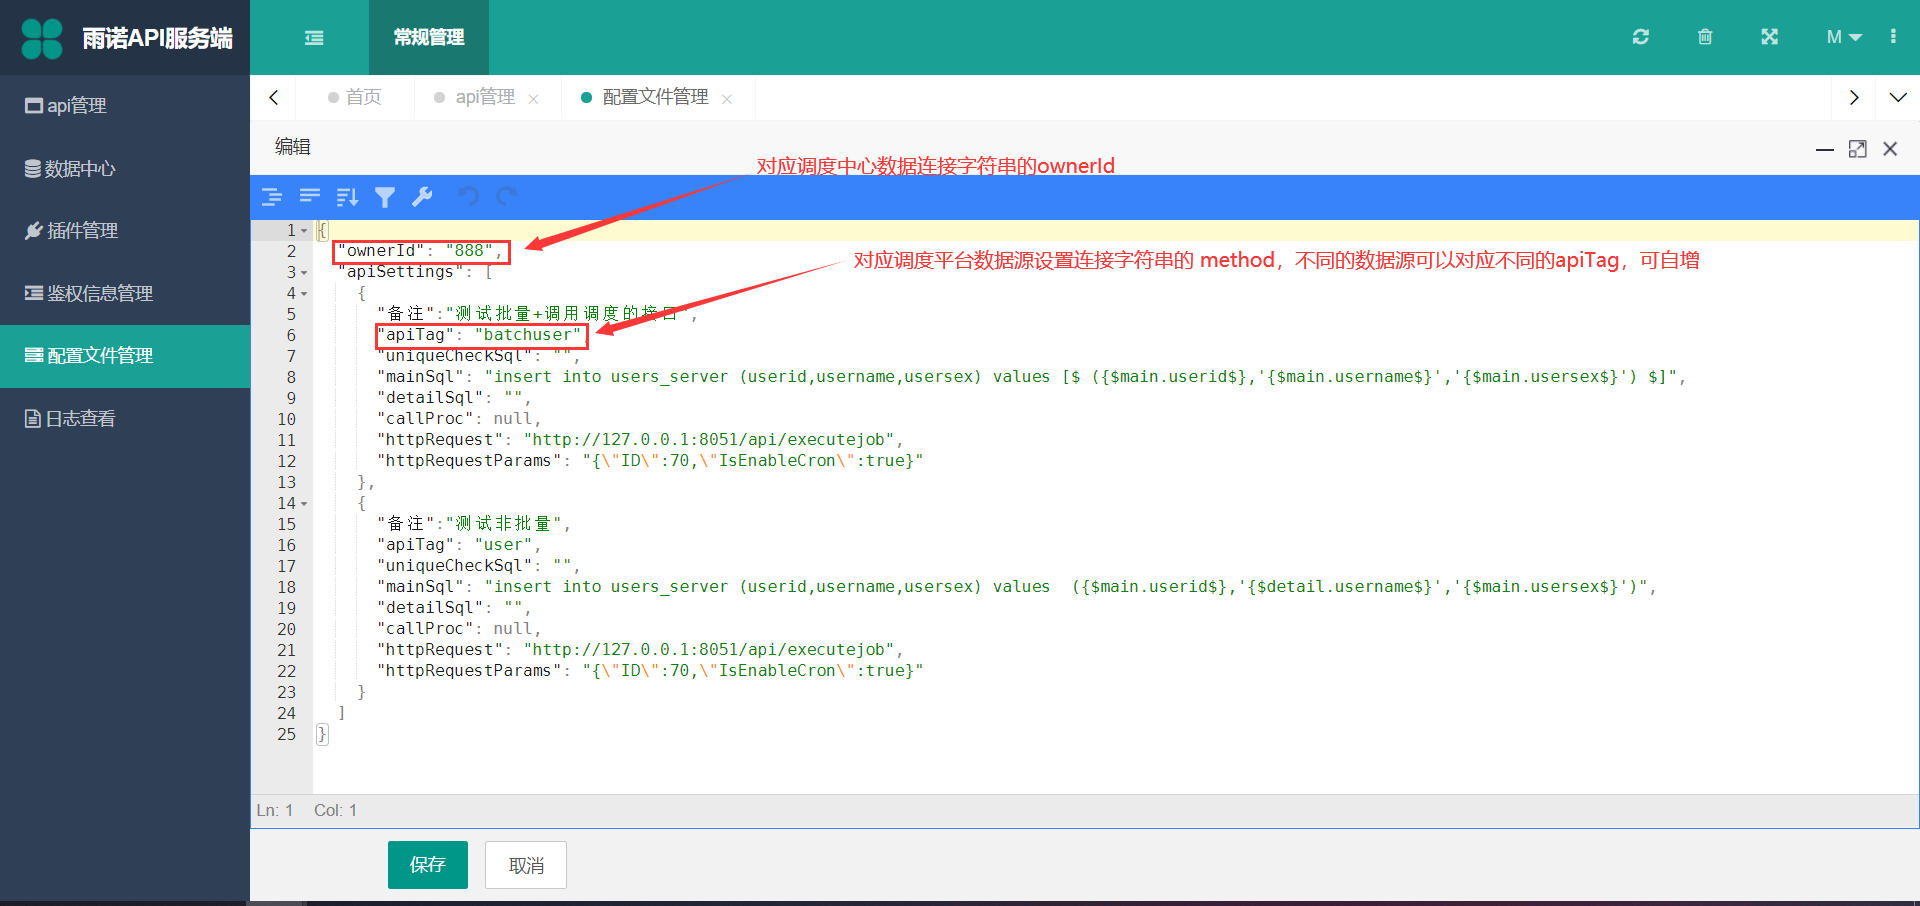 雨诺API服务端
常规管理
M
api管理
数据中心
插件管理
鉴权信息管理
配置文件管理
日志查看
首页
api管理
配置文件管理
编辑
对应调度中心数据连接字符串的ownerId
对应调度平台数据源设置连接字符串的 method，不同的数据源可以对应不同的apiTag，可自增
1 {
2 "ownerId": "888",
3 "apiSettings": [
4 {
5 "备注":"测试批量+调用调度的接口",
6 "apiTag": "batchuser",
7 "uniqueCheckSql": "",
8 "mainSql": "insert into users_server (userid,username,usersex) values [$ ({$main.userid$},'{$main.username$}','{$main.usersex$}') $]",
9 "detailSql": "",
10 "callProc": null,
11 "httpRequest": "http://127.0.0.1:8051/api/executejob",
12 "httpRequestParams": "{\"ID\":70,\"IsEnableCron\":true}"
13 },
14 {
15 "备注":"测试非批量",
16 "apiTag": "user",
17 "uniqueCheckSql": "",
18 "mainSql": "insert into users_server (userid,username,usersex) values  ({$main.userid$},'{$detail.username$}','{$main.usersex$}')",
19 "detailSql": "",
20 "callProc": null,
21 "httpRequest": "http://127.0.0.1:8051/api/executejob",
22 "httpRequestParams": "{\"ID\":70,\"IsEnableCron\":true}"
23 }
24 ]
25 }
Ln: 1 Col: 1
保存
取消